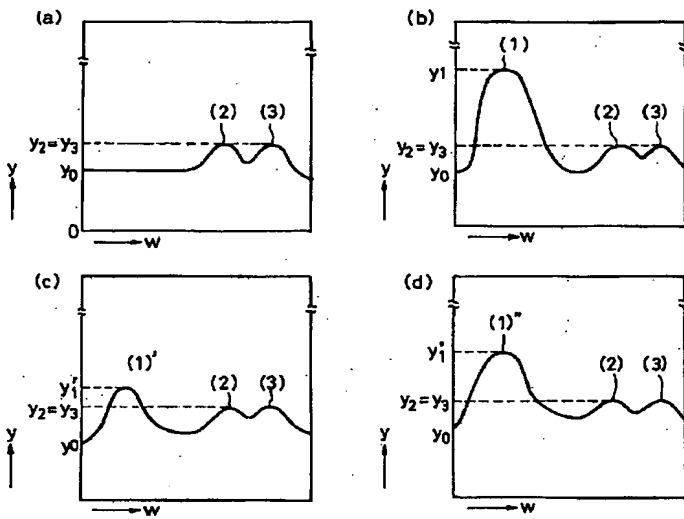 (a)
(2) (3)
y₂=y₃
y₀
y
0
w
(b)
(1)
y₁
(2) (3)
y₂=y₃
y₀
y
w
(c)
(1)'
(2) (3)
y₁'
y₂=y₃
y₀
y
w
(d)
(1)"
y₁"
(2) (3)
y₂=y₃
y₀
y
w